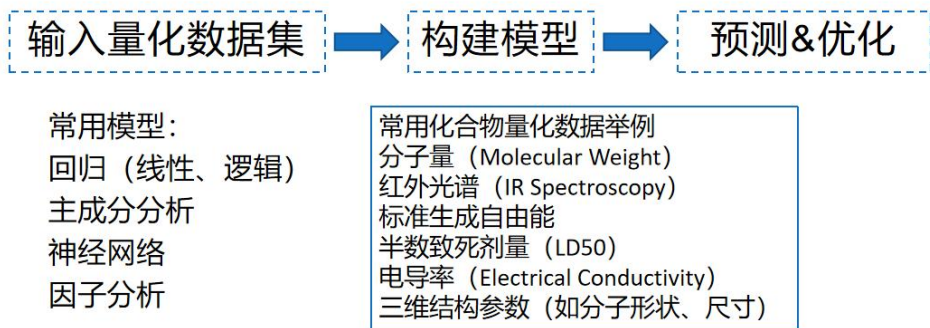 输入量化数据集
构建模型
预测&优化
常用模型：
回归（线性、逻辑）
主成分分析
神经网络
因子分析
常用化合物量化数据举例
分子量（Molecular Weight）
红外光谱（IR Spectroscopy）
标准生成自由能
半数致死剂量（LD50）
电导率（Electrical Conductivity）
三维结构参数（如分子形状、尺寸）